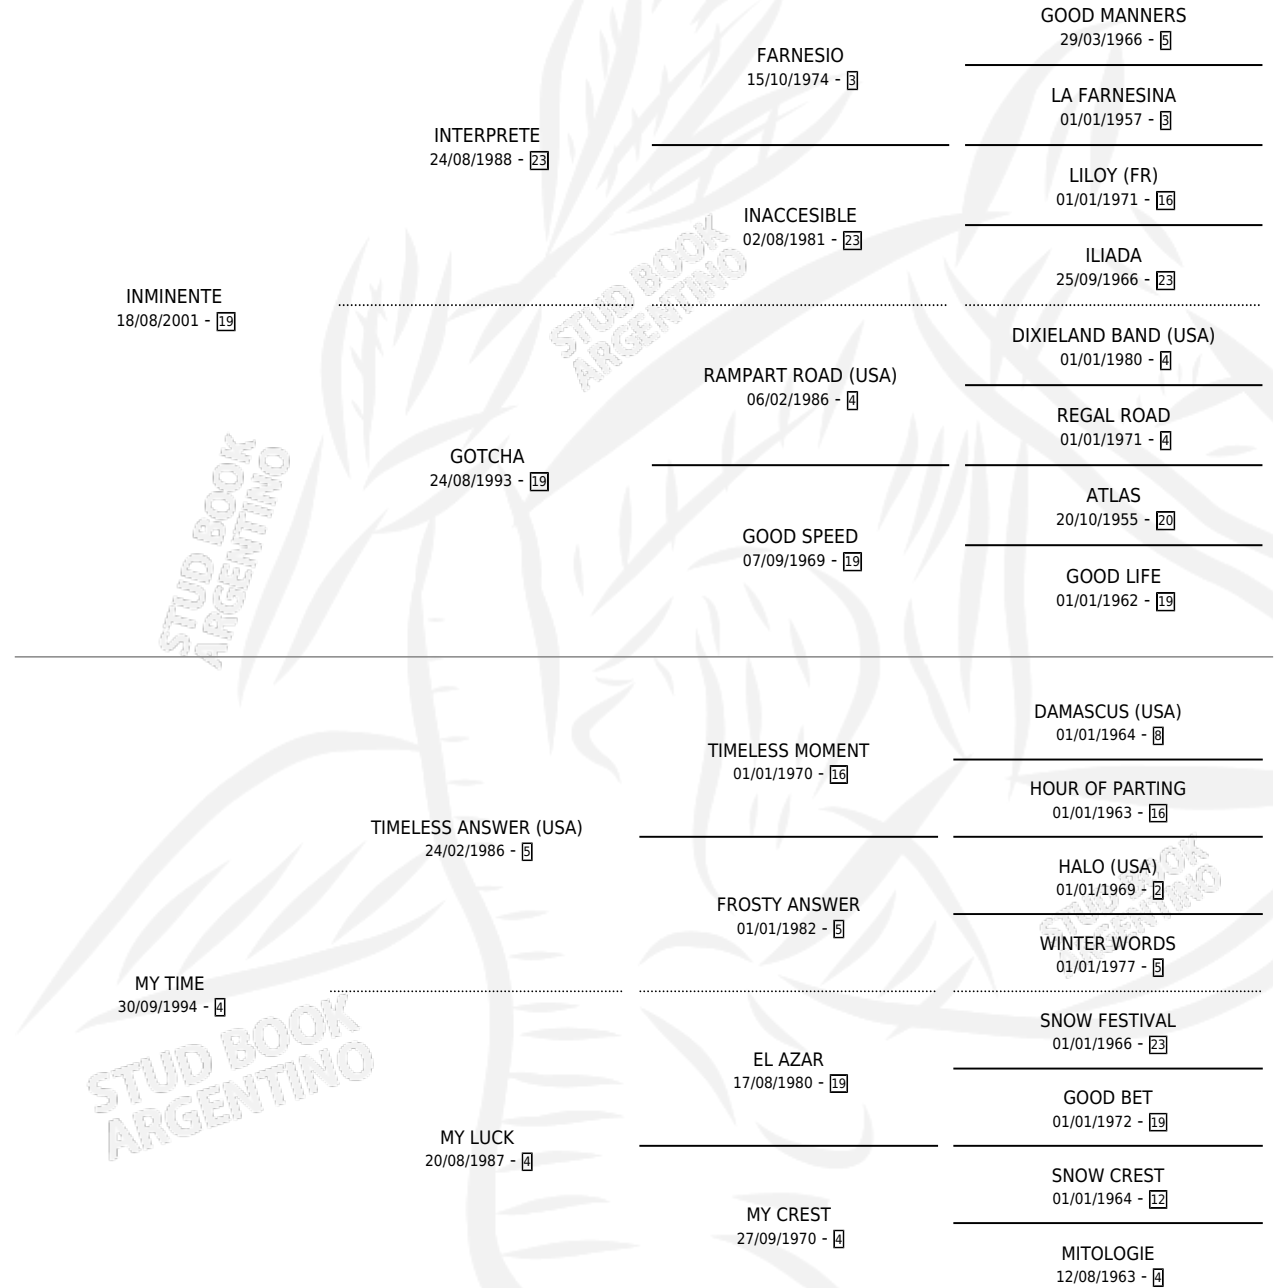 GOOD MANNERS
29/03/1966 - 5
FARNESIO
15/10/1974 - 3
LA FARNESINA
01/01/1957 - 3
INTERPRETE
24/08/1988 - 23
LILOY (FR)
01/01/1971 - 16
INACCESIBLE
02/08/1981 - 23
ILIADA
25/09/1966 - 23
INMINENTE
18/08/2001 - 19
STUD BOOK
ARGENTINO
DIXIELAND BAND (USA)
01/01/1980 - 4
RAMPART ROAD (USA)
06/02/1986 - 4
REGAL ROAD
01/01/1971 - 4
GOTCHA
24/08/1993 - 19
ATLAS
20/10/1955 - 20
GOOD SPEED
07/09/1969 - 19
GOOD LIFE
01/01/1962 - 19
STUD BOOK
ARGENTINO
DAMASCUS (USA)
01/01/1964 - 8
TIMELESS MOMENT
01/01/1970 - 16
HOUR OF PARTING
01/01/1963 - 16
TIMELESS ANSWER (USA)
24/02/1986 - 5
HALO (USA)
01/01/1969 - 2
FROSTY ANSWER
01/01/1982 - 5
STUD BOOK
ARGENTINO
WINTER WORDS
01/01/1977 - 5
MY TIME
30/09/1994 - 4
STUD BOOK
ARGENTINO
SNOW FESTIVAL
01/01/1966 - 23
EL AZAR
17/08/1980 - 19
GOOD BET
01/01/1972 - 19
MY LUCK
20/08/1987 - 4
SNOW CREST
01/01/1964 - 12
MY CREST
27/09/1970 - 4
MITOLOGIE
12/08/1963 - 4